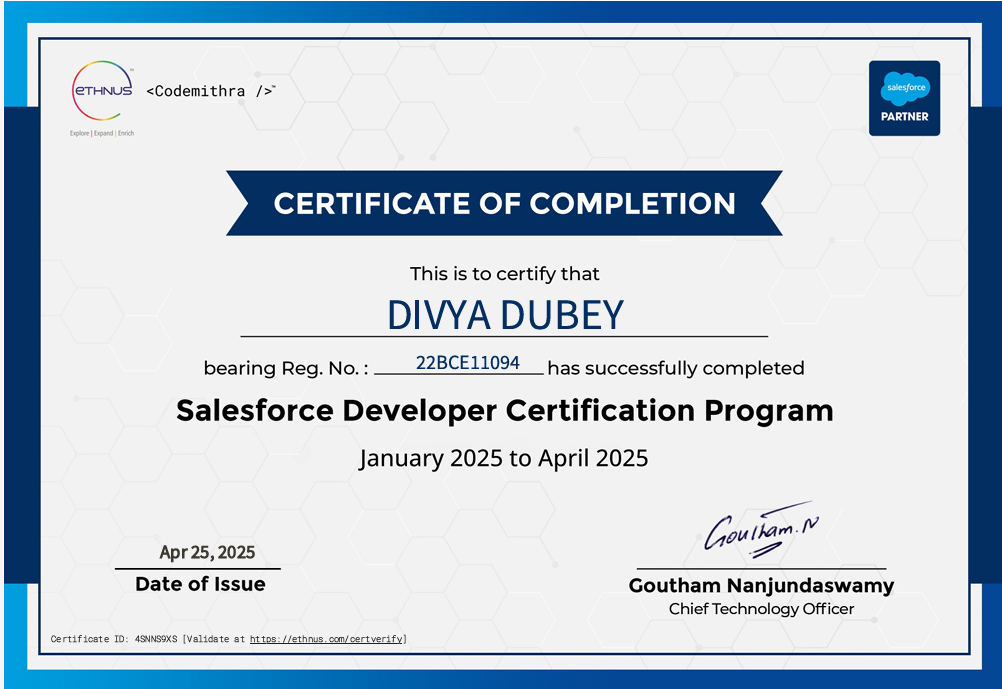 eTHNUS™
<Codemithra />™
Explore | Expand | Enrich
salesforce
PARTNER
CERTIFICATE OF COMPLETION
This is to certify that
DIVYA DUBEY
bearing Reg. No. : 22BCE11094 has successfully completed
Salesforce Developer Certification Program
January 2025 to April 2025
Goutham.N
Apr 25, 2025
Date of Issue
Goutham Nanjundaswamy
Chief Technology Officer
Certificate ID: 4SNNS9XS [Validate at https://ethnus.com/certverify]